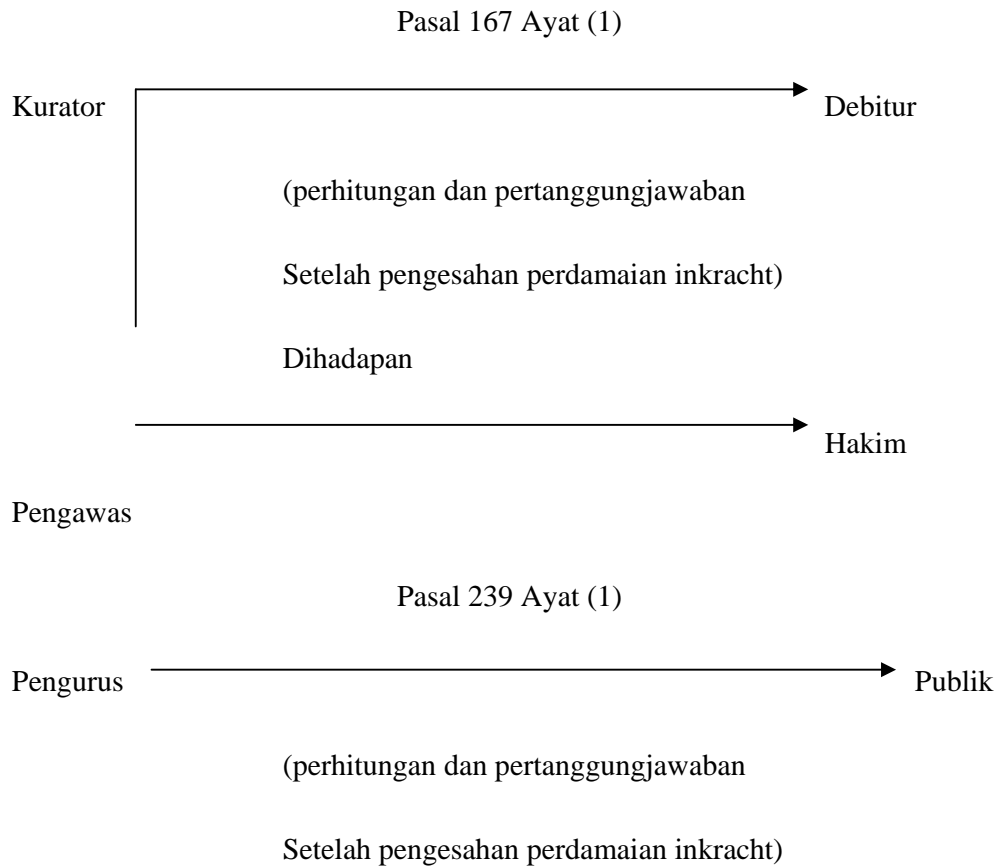 Pasal 167 Ayat (1)
Kurator Debitur
(perhitungan dan pertanggungjawaban
Setelah pengesahan perdamaian inkracht)
Dihadapan
Hakim
Pengawas
Pasal 239 Ayat (1)
Pengurus Publik
(perhitungan dan pertanggungjawaban
Setelah pengesahan perdamaian inkracht)